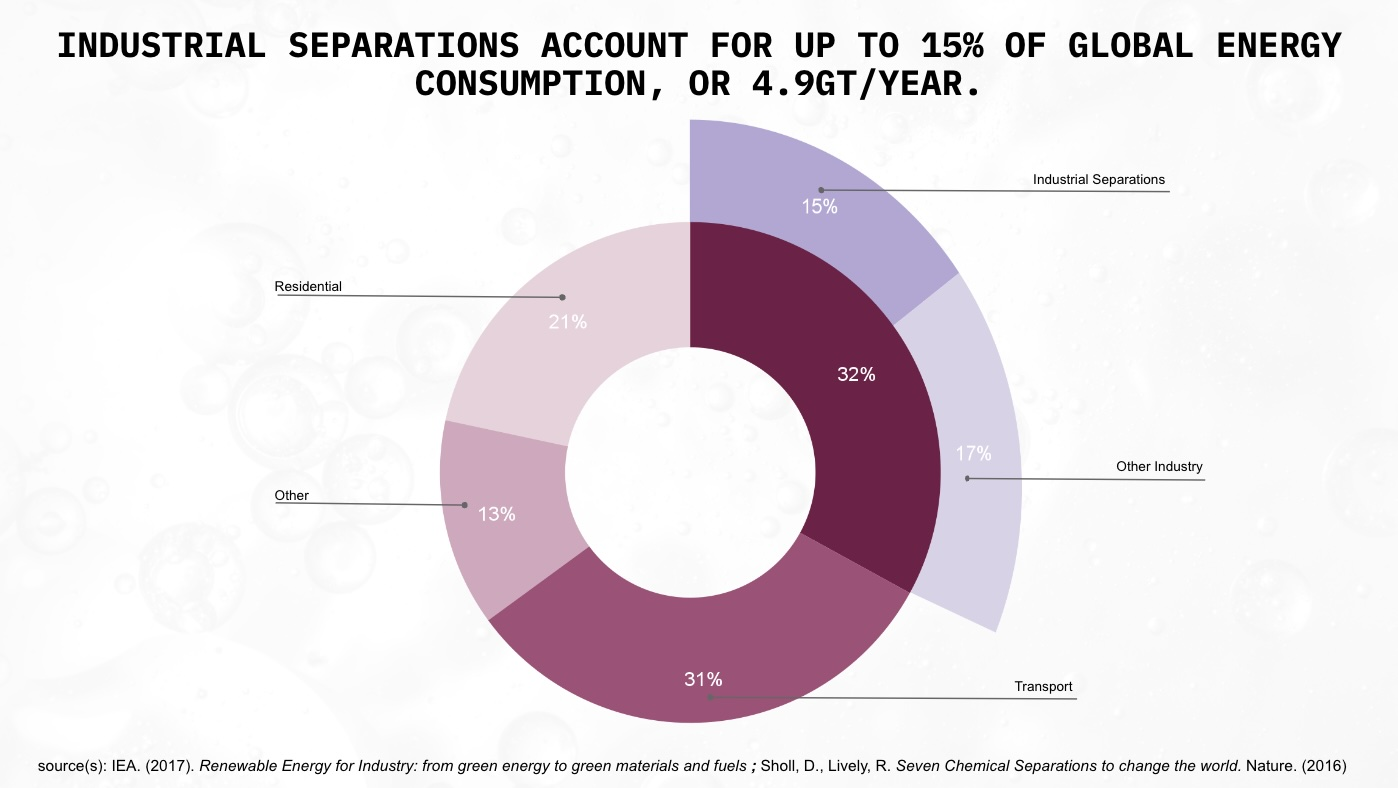 INDUSTRIAL SEPARATIONS ACCOUNT FOR UP TO 15% OF GLOBAL ENERGY
CONSUMPTION, OR 4.9GT/YEAR.
Industrial Separations
15%
Residential
21%
32%
17%
Other Industry
Other
13%
31%
Transport
source(s): IEA. (2017). Renewable Energy for Industry: from green energy to green materials and fuels ; Sholl, D., Lively, R. Seven Chemical Separations to change the world. Nature. (2016)